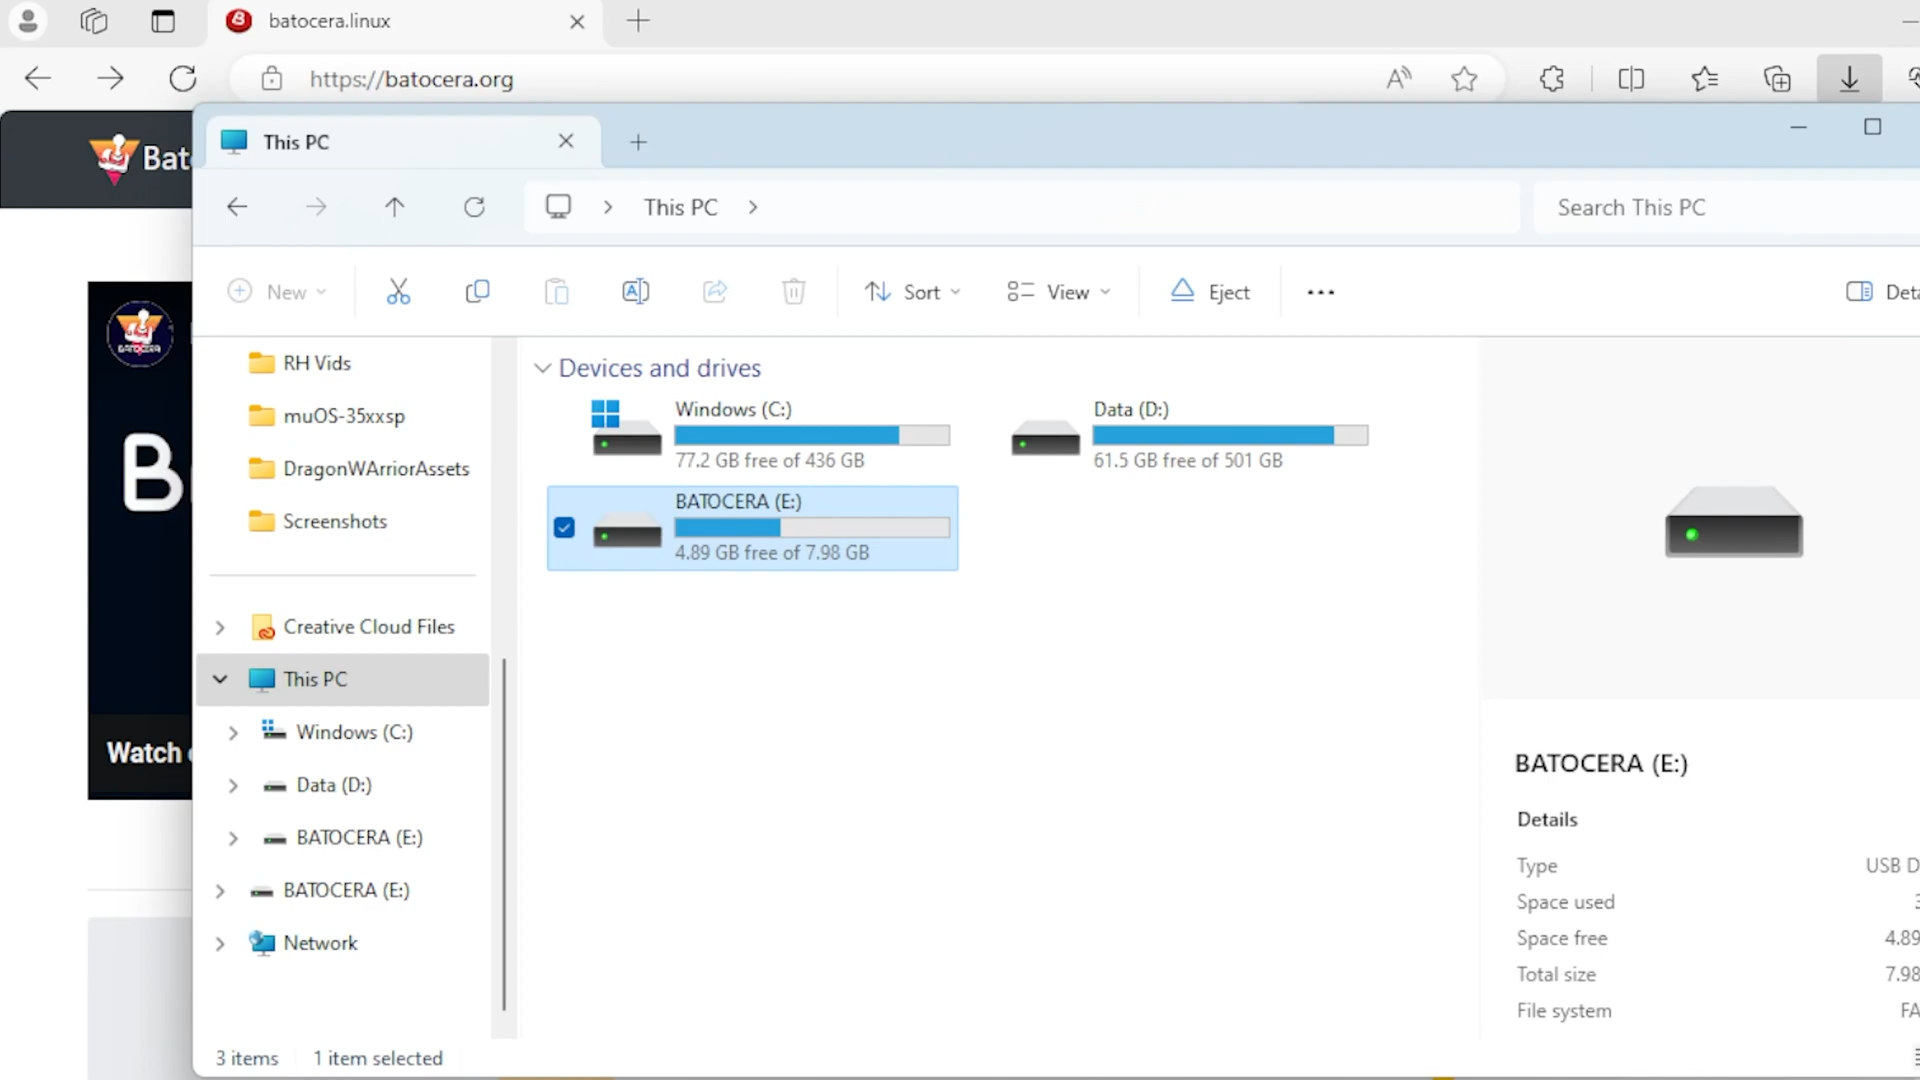 batocera.linux
https://batocera.org
Bato
This PC
This PC
Search This PC
New
Sort
View
Eject
Deta
BATOCERA
B
Watch
RH Vids
muOS-35xxsp
DragonWArriorAssets
Screenshots
Creative Cloud Files
This PC
Windows (C:)
Data (D:)
BATOCERA (E:)
BATOCERA (E:)
Network
Devices and drives
Windows (C:)
77.2 GB free of 436 GB
Data (D:)
61.5 GB free of 501 GB
BATOCERA (E:)
4.89 GB free of 7.98 GB
BATOCERA (E:)
Details
Type USB D
Space used 3
Space free 4.89
Total size 7.98
File system FA
3 items 1 item selected